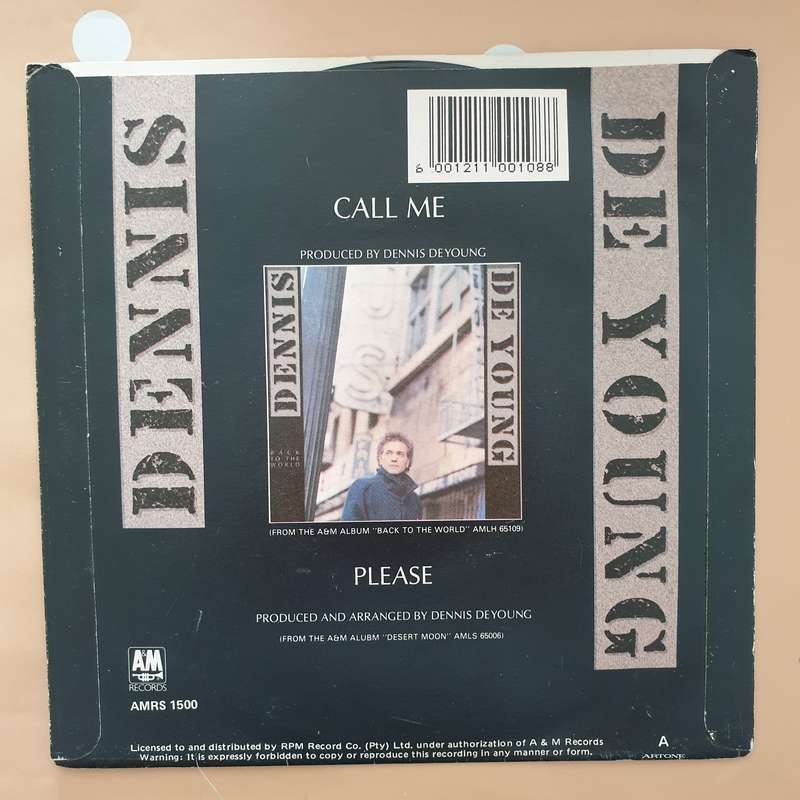 DENNIS
DE YOUNG
6 001211 001088
CALL ME
PRODUCED BY DENNIS DEYOUNG
DENNIS
DE YOUNG
BACK
TO THE
WORLD
(FROM THE A&M ALBUM "BACK TO THE WORLD" AMLH 65109)
PLEASE
PRODUCED AND ARRANGED BY DENNIS DEYOUNG
(FROM THE A&M ALUBM "DESERT MOON" AMLS 65006)
A&M
RECORDS
AMRS 1500
Licensed to and distributed by RPM Record Co. (Pty) Ltd. under authorization of A & M Records
Warning: It is expressly forbidden to copy or reproduce this recording in any manner or form.
A
ARTONE